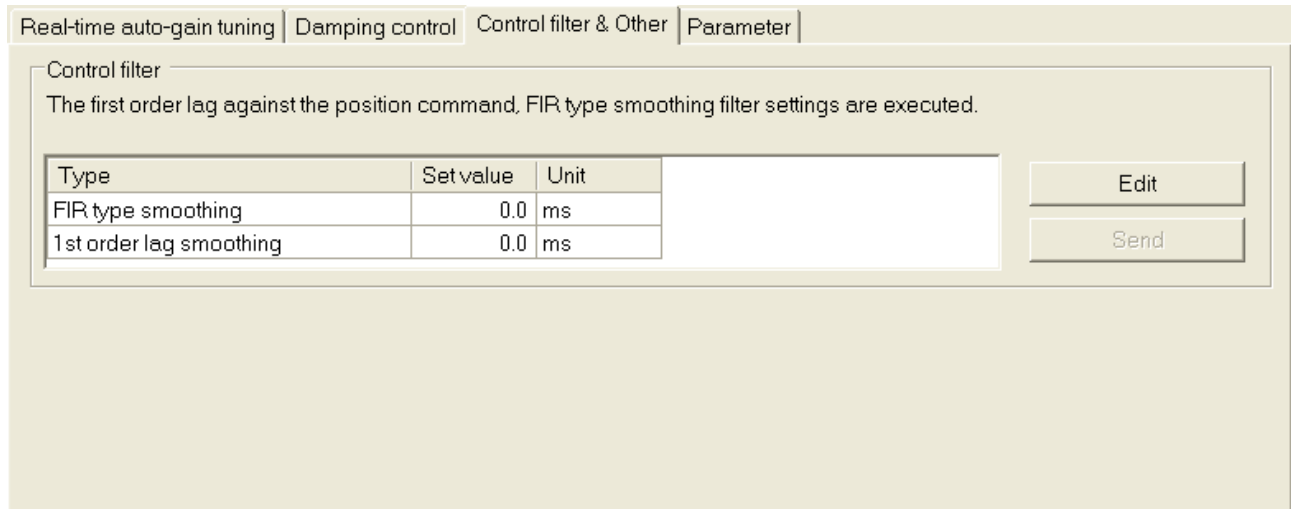 Real-time auto-gain tuning Damping control Control filter & Other Parameter
Control filter
The first order lag against the position command, FIR type smoothing filter settings are executed.
Type Set value Unit
Edit
FIR type smoothing 0.0 ms
1st order lag smoothing 0.0 ms
Send